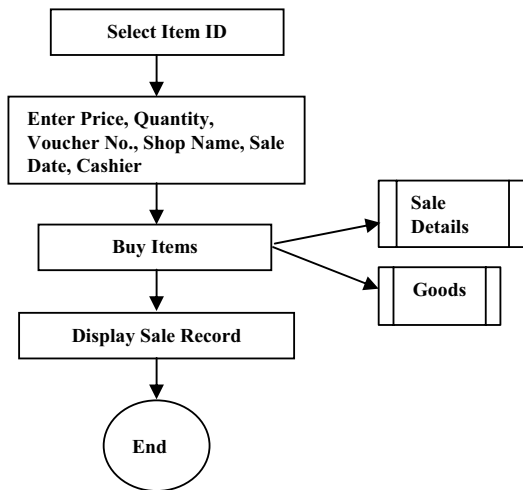 Select Item ID
Enter Price, Quantity,
Voucher No., Shop Name, Sale
Date, Cashier
Sale
Details
Buy Items
Goods
Display Sale Record
End